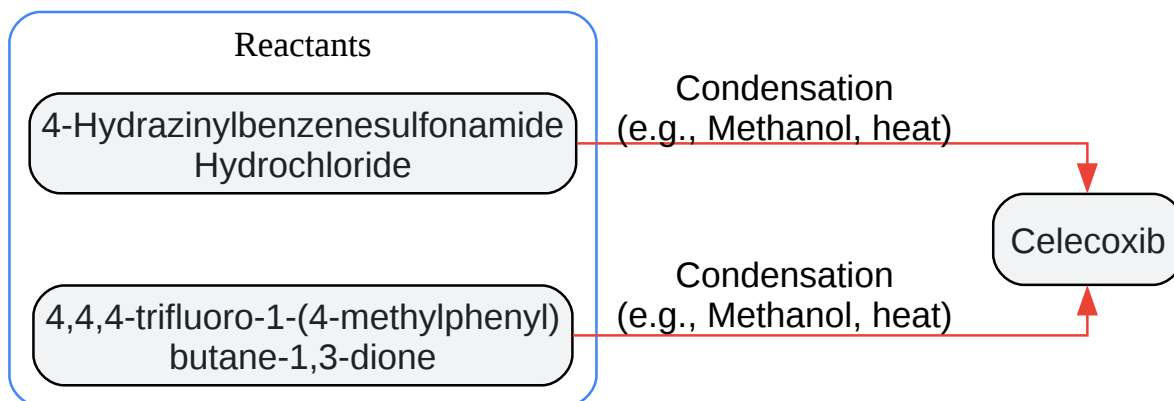 Reactants
4-Hydrazinylbenzenesulfonamide
Hydrochloride
Condensation
(e.g., Methanol, heat)
4,4,4-trifluoro-1-(4-methylphenyl)
butane-1,3-dione
Condensation
(e.g., Methanol, heat)
Celecoxib